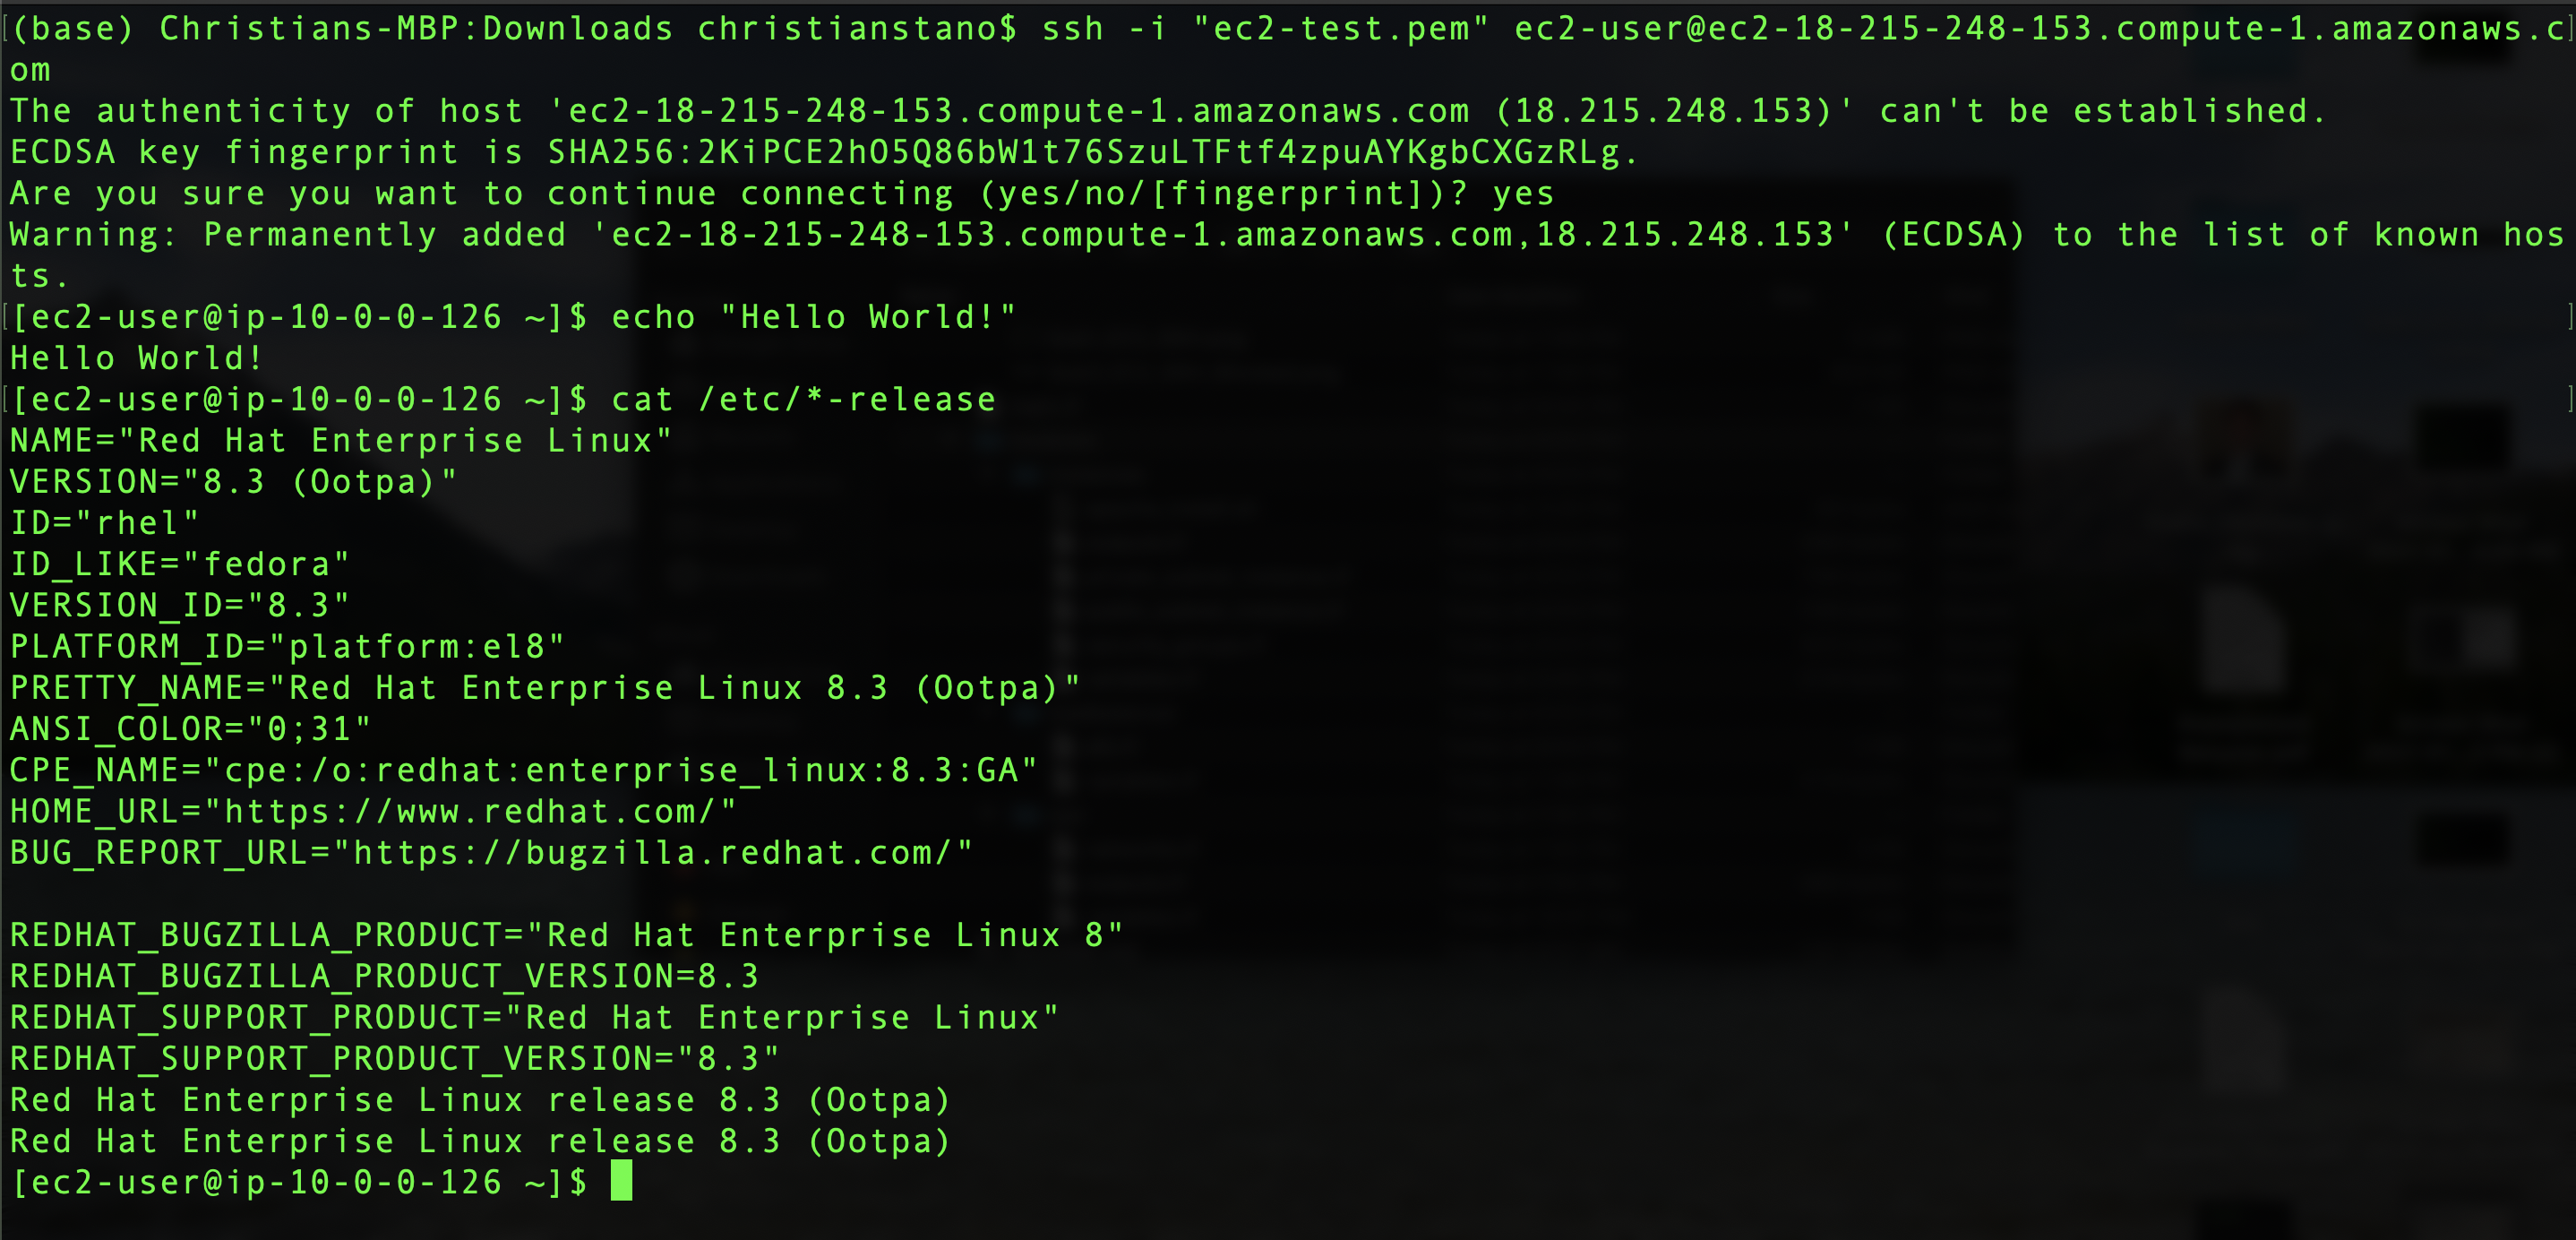 (base) Christians-MBP:Downloads christianstano$ ssh -i "ec2-test.pem" ec2-user@ec2-18-215-248-153.compute-1.amazonaws.c
om
The authenticity of host 'ec2-18-215-248-153.compute-1.amazonaws.com (18.215.248.153)' can't be established.
ECDSA key fingerprint is SHA256:2KiPCE2hO5Q86bW1t76SzuLTFtf4zpuAYKgbCXGzRLg.
Are you sure you want to continue connecting (yes/no/[fingerprint])? yes
Warning: Permanently added 'ec2-18-215-248-153.compute-1.amazonaws.com,18.215.248.153' (ECDSA) to the list of known hos
ts.
[ec2-user@ip-10-0-0-126 ~]$ echo "Hello World!"
Hello World!
[ec2-user@ip-10-0-0-126 ~]$ cat /etc/*-release
NAME="Red Hat Enterprise Linux"
VERSION="8.3 (Ootpa)"
ID="rhel"
ID_LIKE="fedora"
VERSION_ID="8.3"
PLATFORM_ID="platform:el8"
PRETTY_NAME="Red Hat Enterprise Linux 8.3 (Ootpa)"
ANSI_COLOR="0;31"
CPE_NAME="cpe:/o:redhat:enterprise_linux:8.3:GA"
HOME_URL="https://www.redhat.com/"
BUG_REPORT_URL="https://bugzilla.redhat.com/"

REDHAT_BUGZILLA_PRODUCT="Red Hat Enterprise Linux 8"
REDHAT_BUGZILLA_PRODUCT_VERSION=8.3
REDHAT_SUPPORT_PRODUCT="Red Hat Enterprise Linux"
REDHAT_SUPPORT_PRODUCT_VERSION="8.3"
Red Hat Enterprise Linux release 8.3 (Ootpa)
Red Hat Enterprise Linux release 8.3 (Ootpa)
[ec2-user@ip-10-0-0-126 ~]$